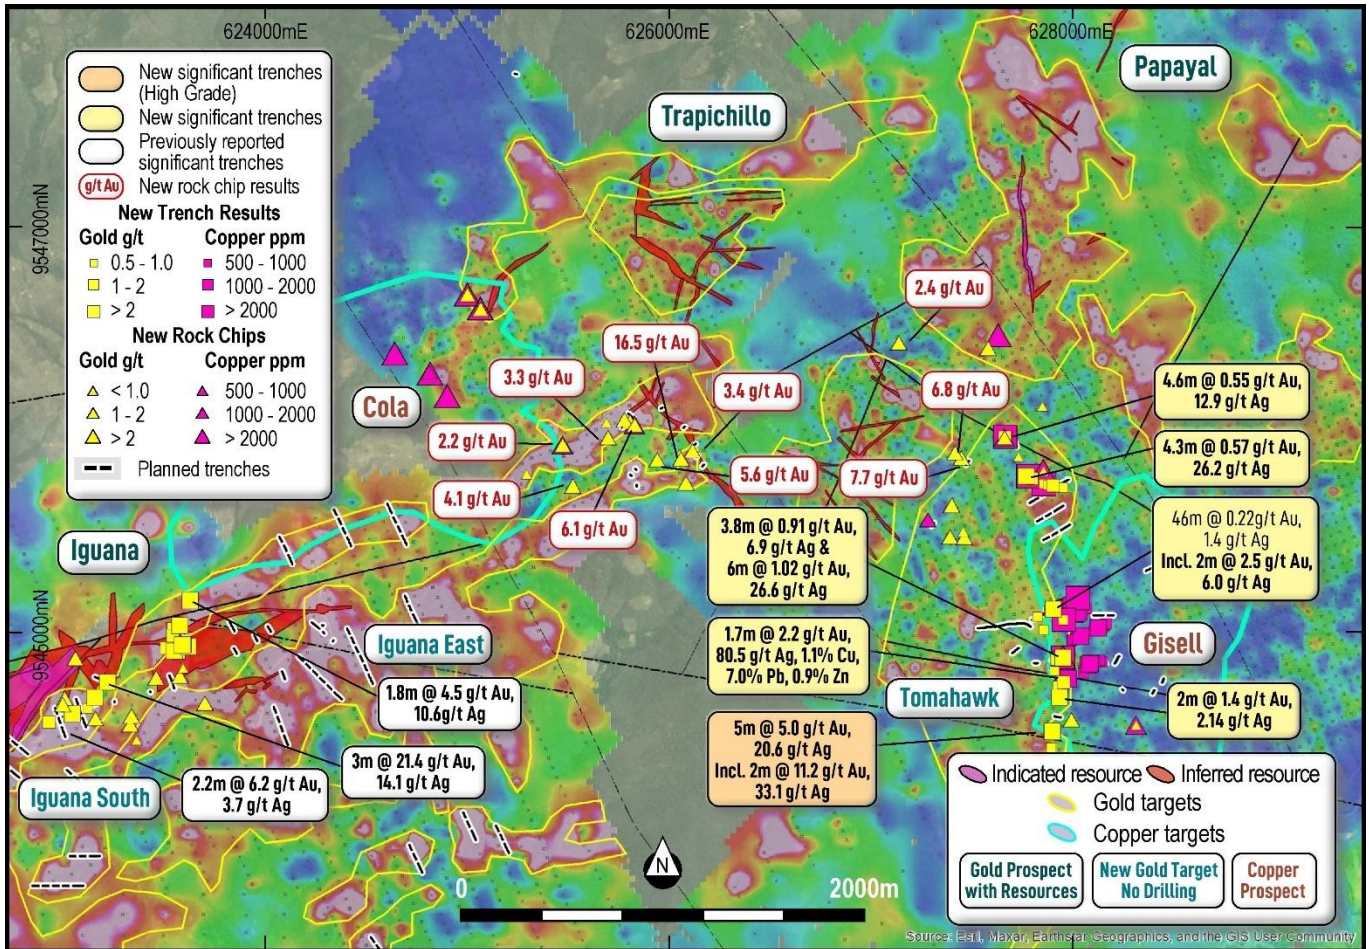 624000mE
626000mE
628000mE
9547000mN
9545000mN
New significant trenches
(High Grade)
New significant trenches
Previously reported
significant trenches
g/t Au
New rock chip results
New Trench Results
Gold g/t
Copper ppm
0.5 - 1.0
500 - 1000
1 - 2
1000 - 2000
> 2
> 2000
New Rock Chips
Gold g/t
Copper ppm
< 1.0
500 - 1000
1 - 2
1000 - 2000
> 2
> 2000
Planned trenches
Trapichillo
Papayal
2.4 g/t Au
16.5 g/t Au
3.3 g/t Au
3.4 g/t Au
6.8 g/t Au
Cola
2.2 g/t Au
4.1 g/t Au
6.1 g/t Au
5.6 g/t Au
7.7 g/t Au
4.6m @ 0.55 g/t Au,
12.9 g/t Ag
4.3m @ 0.57 g/t Au,
26.2 g/t Ag
46m @ 0.22g/t Au,
1.4 g/t Ag
Incl. 2m @ 2.5 g/t Au,
6.0 g/t Ag
3.8m @ 0.91 g/t Au,
6.9 g/t Ag &
6m @ 1.02 g/t Au,
26.6 g/t Ag
1.7m @ 2.2 g/t Au,
80.5 g/t Ag, 1.1% Cu,
7.0% Pb, 0.9% Zn
5m @ 5.0 g/t Au,
20.6 g/t Ag
Incl. 2m @ 11.2 g/t Au,
33.1 g/t Ag
2m @ 1.4 g/t Au,
2.14 g/t Ag
Gisell
Tomahawk
Iguana
Iguana East
Iguana South
1.8m @ 4.5 g/t Au,
10.6g/t Ag
3m @ 21.4 g/t Au,
14.1 g/t Ag
2.2m @ 6.2 g/t Au,
3.7 g/t Ag
N
0
2000m
Indicated resource
Inferred resource
Gold targets
Copper targets
Gold Prospect
with Resources
New Gold Target
No Drilling
Copper
Prospect
Source: Esri, Maxar, Earthstar Geographics, and the GIS User Community